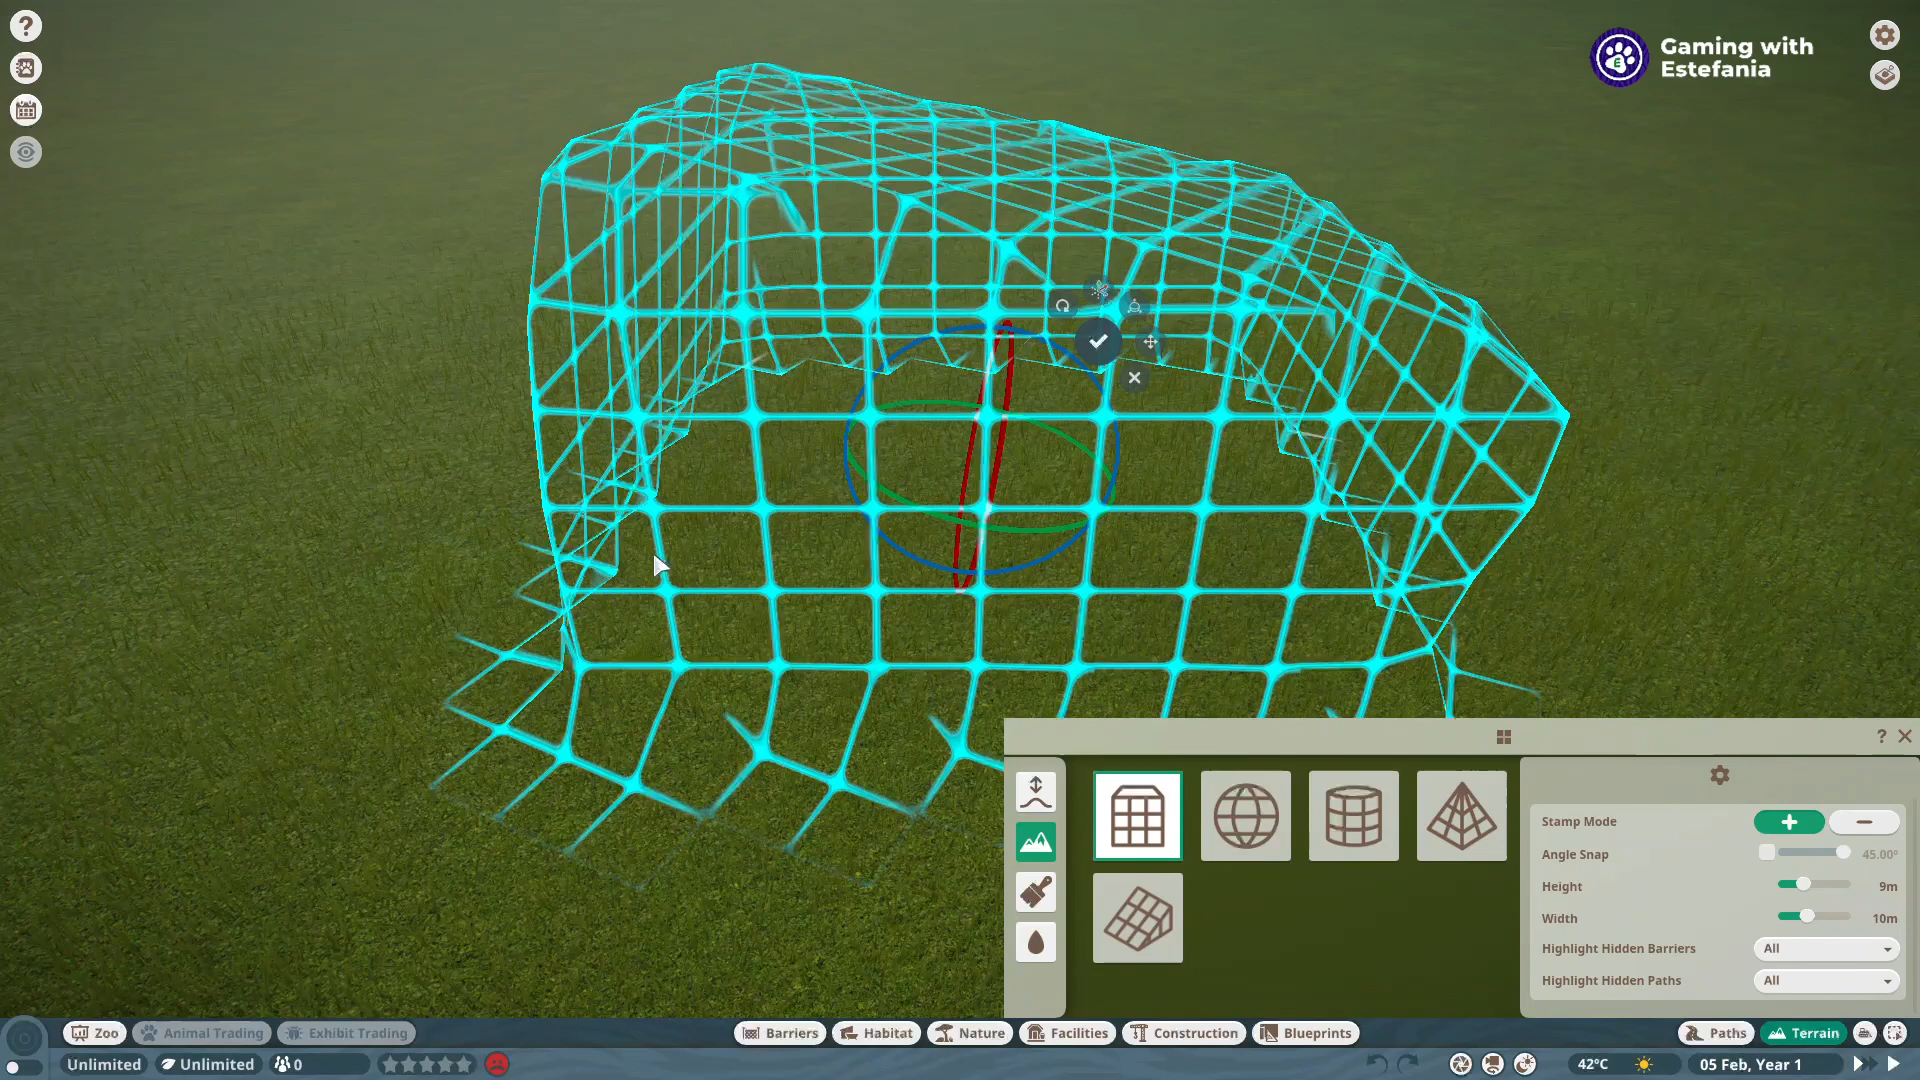 ?
Gaming with
Estefania
E
?
Stamp Mode
Angle Snap
45.00°
Height
9m
Width
10m
Highlight Hidden Barriers
All
Highlight Hidden Paths
All
Zoo
Animal Trading
Exhibit Trading
Barriers
Habitat
Nature
Facilities
Construction
Blueprints
Paths
Terrain
Unlimited
Unlimited
0
42°C
05 Feb, Year 1